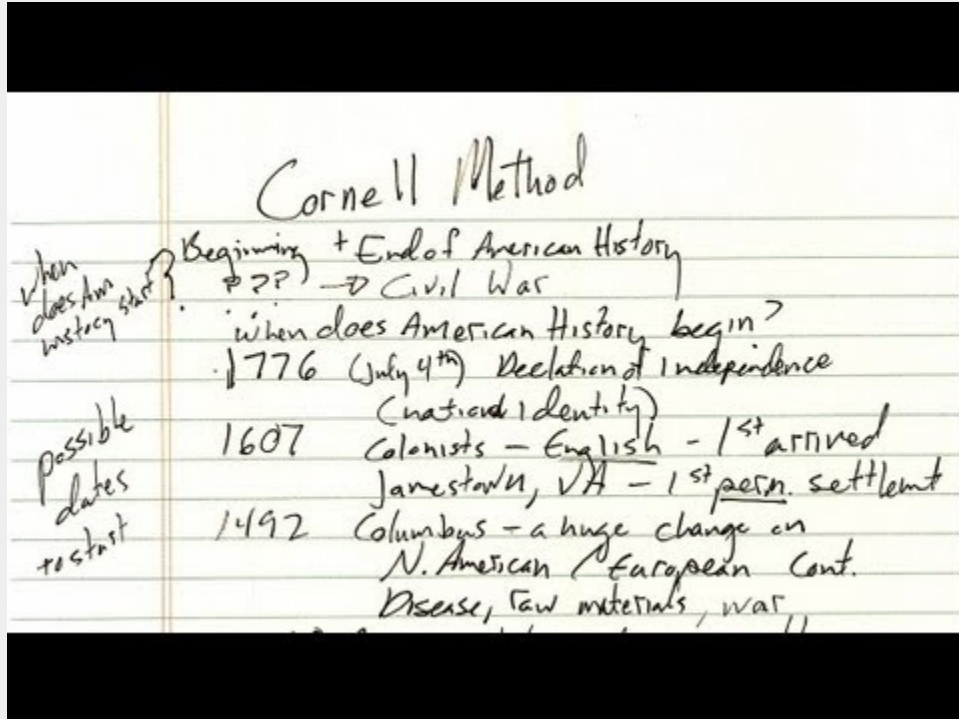 Cornell Method
when
does Am
history start
Beginning + End of American History
??? → Civil War
when does American History begin?
1776 (July 4th) Declation of Independence
(national identity)
possible
dates
to start
1607 Colonists - English - 1st arrived
Jamestown, VA - 1st perm. settlemt
1492 Columbus - a huge change on
N. American / European Cont.
Disease, raw materials, war